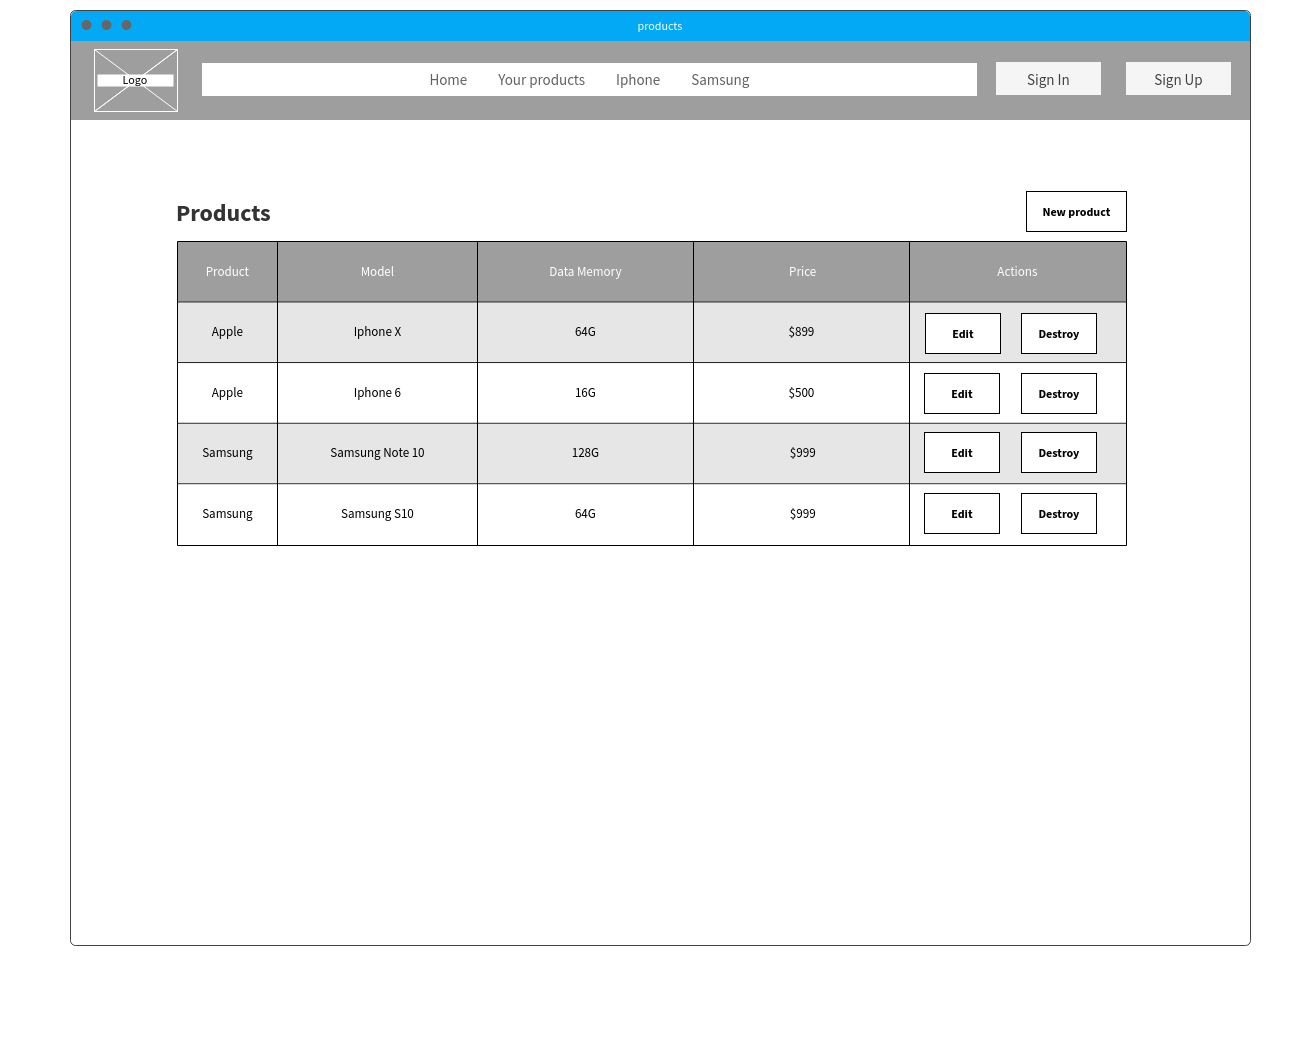 products
Logo
Home Your products Iphone Samsung
Sign In
Sign Up
Products
New product
Product Model Data Memory Price Actions
Apple Iphone X 64G $899 Edit Destroy
Apple Iphone 6 16G $500 Edit Destroy
Samsung Samsung Note 10 128G $999 Edit Destroy
Samsung Samsung S10 64G $999 Edit Destroy